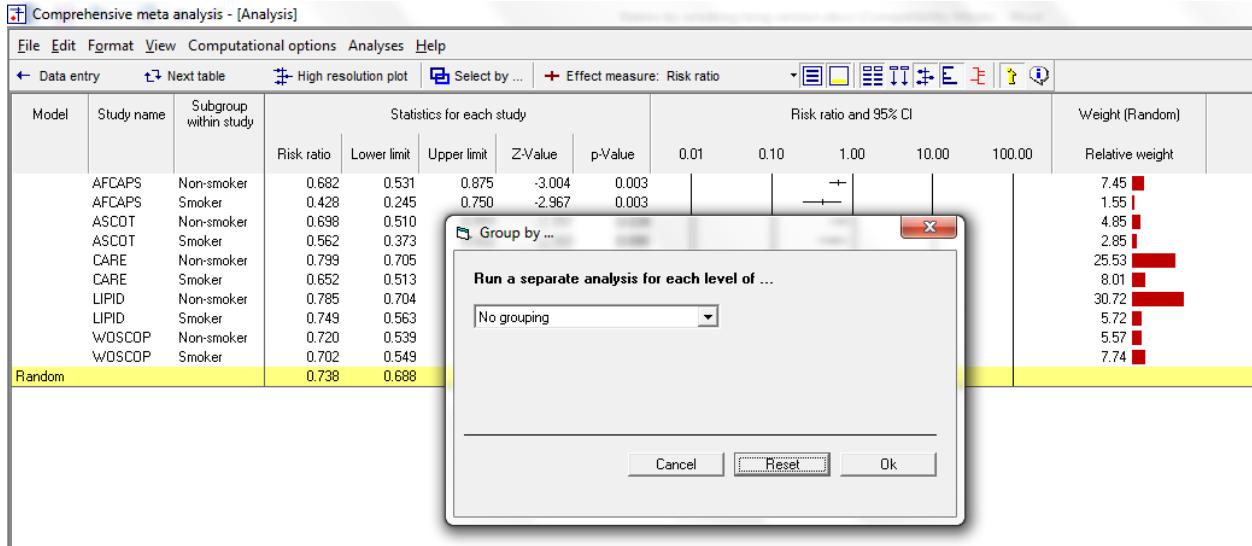 Comprehensive meta analysis - [Analysis]
File Edit Format View Computational options Analyses Help
Data entry Next table High resolution plot Select by ... Effect measure: Risk ratio
Model Study name Subgroup within study Statistics for each study Risk ratio and 95% CI Weight (Random)
Risk ratio Lower limit Upper limit Z-Value p-Value 0.01 0.10 1.00 10.00 100.00 Relative weight
AFCAPS Non-smoker 0.682 0.531 0.875 -3.004 0.003 7.45
AFCAPS Smoker 0.428 0.245 0.750 -2.967 0.003 1.55
ASCOT Non-smoker 0.698 0.510 4.85
ASCOT Smoker 0.562 0.373 2.85
CARE Non-smoker 0.799 0.705 25.53
CARE Smoker 0.652 0.513 8.01
LIPID Non-smoker 0.785 0.704 30.72
LIPID Smoker 0.749 0.563 5.72
WOSCOP Non-smoker 0.720 0.539 5.57
WOSCOP Smoker 0.702 0.549 7.74
Random 0.738 0.688
Group by ...
Run a separate analysis for each level of ...
No grouping
Cancel Reset Ok